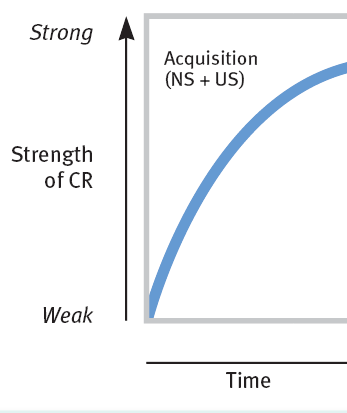 Strong
Acquisition
(NS + US)
Strength
of CR
Weak
Time